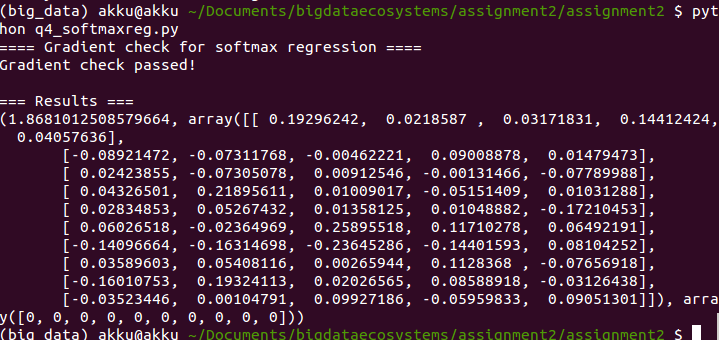 (big_data) akku@akku ~/Documents/bigdataecosystems/assignment2/assignment2 $ pyt
hon q4_softmaxreg.py
==== Gradient check for softmax regression ====
Gradient check passed!

=== Results ===
(1.8681012508579664, array([[ 0.19296242,  0.0218587 ,  0.03171831,  0.14412424,
  0.04057636],
       [-0.08921472, -0.07311768, -0.00462221,  0.09008878,  0.01479473],
       [ 0.02423855, -0.07305078,  0.00912546, -0.00131466, -0.07789988],
       [ 0.04326501,  0.21895611,  0.01009017, -0.05151409,  0.01031288],
       [ 0.02834853,  0.05267432,  0.01358125,  0.01048882, -0.17210453],
       [ 0.06026518, -0.02364969,  0.25895518,  0.11710278,  0.06492191],
       [-0.14096664, -0.16314698, -0.23645286, -0.14401593,  0.08104252],
       [ 0.03589603,  0.05408116,  0.00265944,  0.1128368 , -0.07656918],
       [-0.16010753,  0.19324113,  0.02026565,  0.08588918, -0.03126438],
       [-0.03523446,  0.00104791,  0.09927186, -0.05959833,  0.09051301]]), arra
y([0, 0, 0, 0, 0, 0, 0, 0, 0, 0]))
(big_data) akku@akku ~/Documents/bigdataecosystems/assignment2/assignment2 $